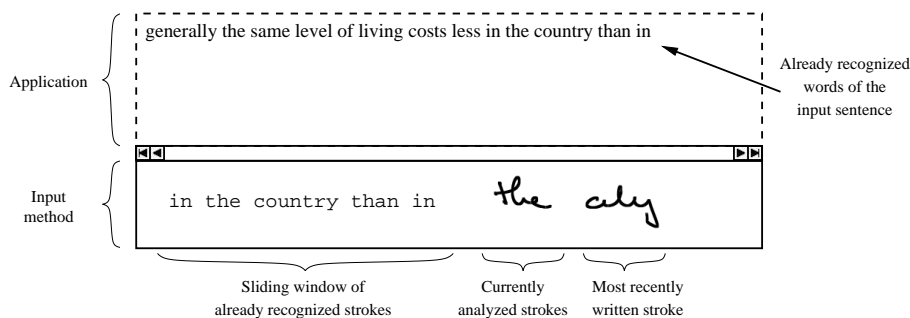 generally the same level of living costs less in the country than in
Application
Already recognized
words of the
input sentence
Input
method
in the country than in the city
Sliding window of
already recognized strokes
Currently
analyzed strokes
Most recently
written stroke